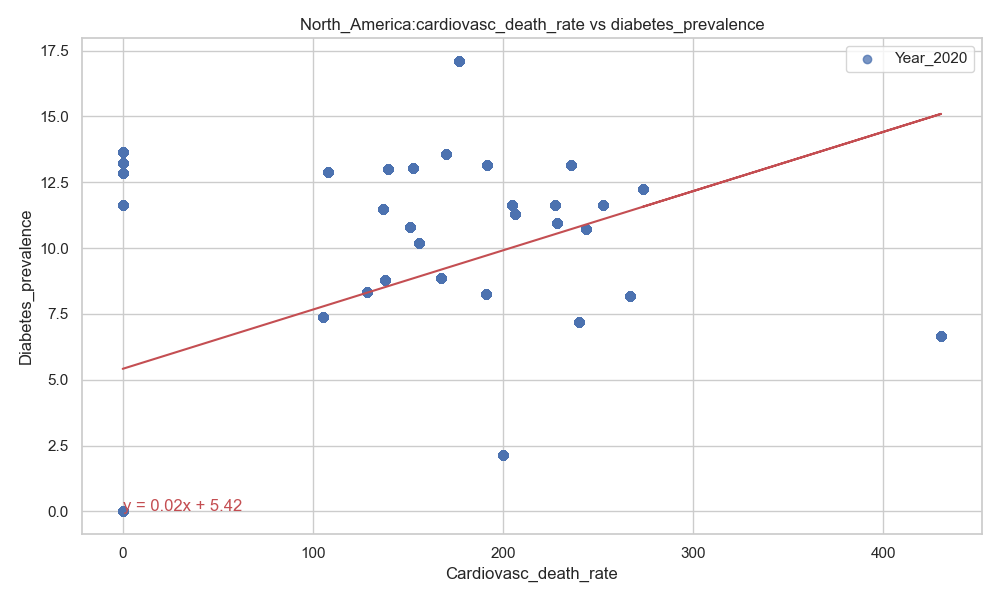 North_America:cardiovasc_death_rate vs diabetes_prevalence
Year_2020
17.5
15.0
12.5
10.0
7.5
5.0
2.5
0.0
Diabetes_prevalence
y = 0.02x + 5.42
0 100 200 300 400
Cardiovasc_death_rate